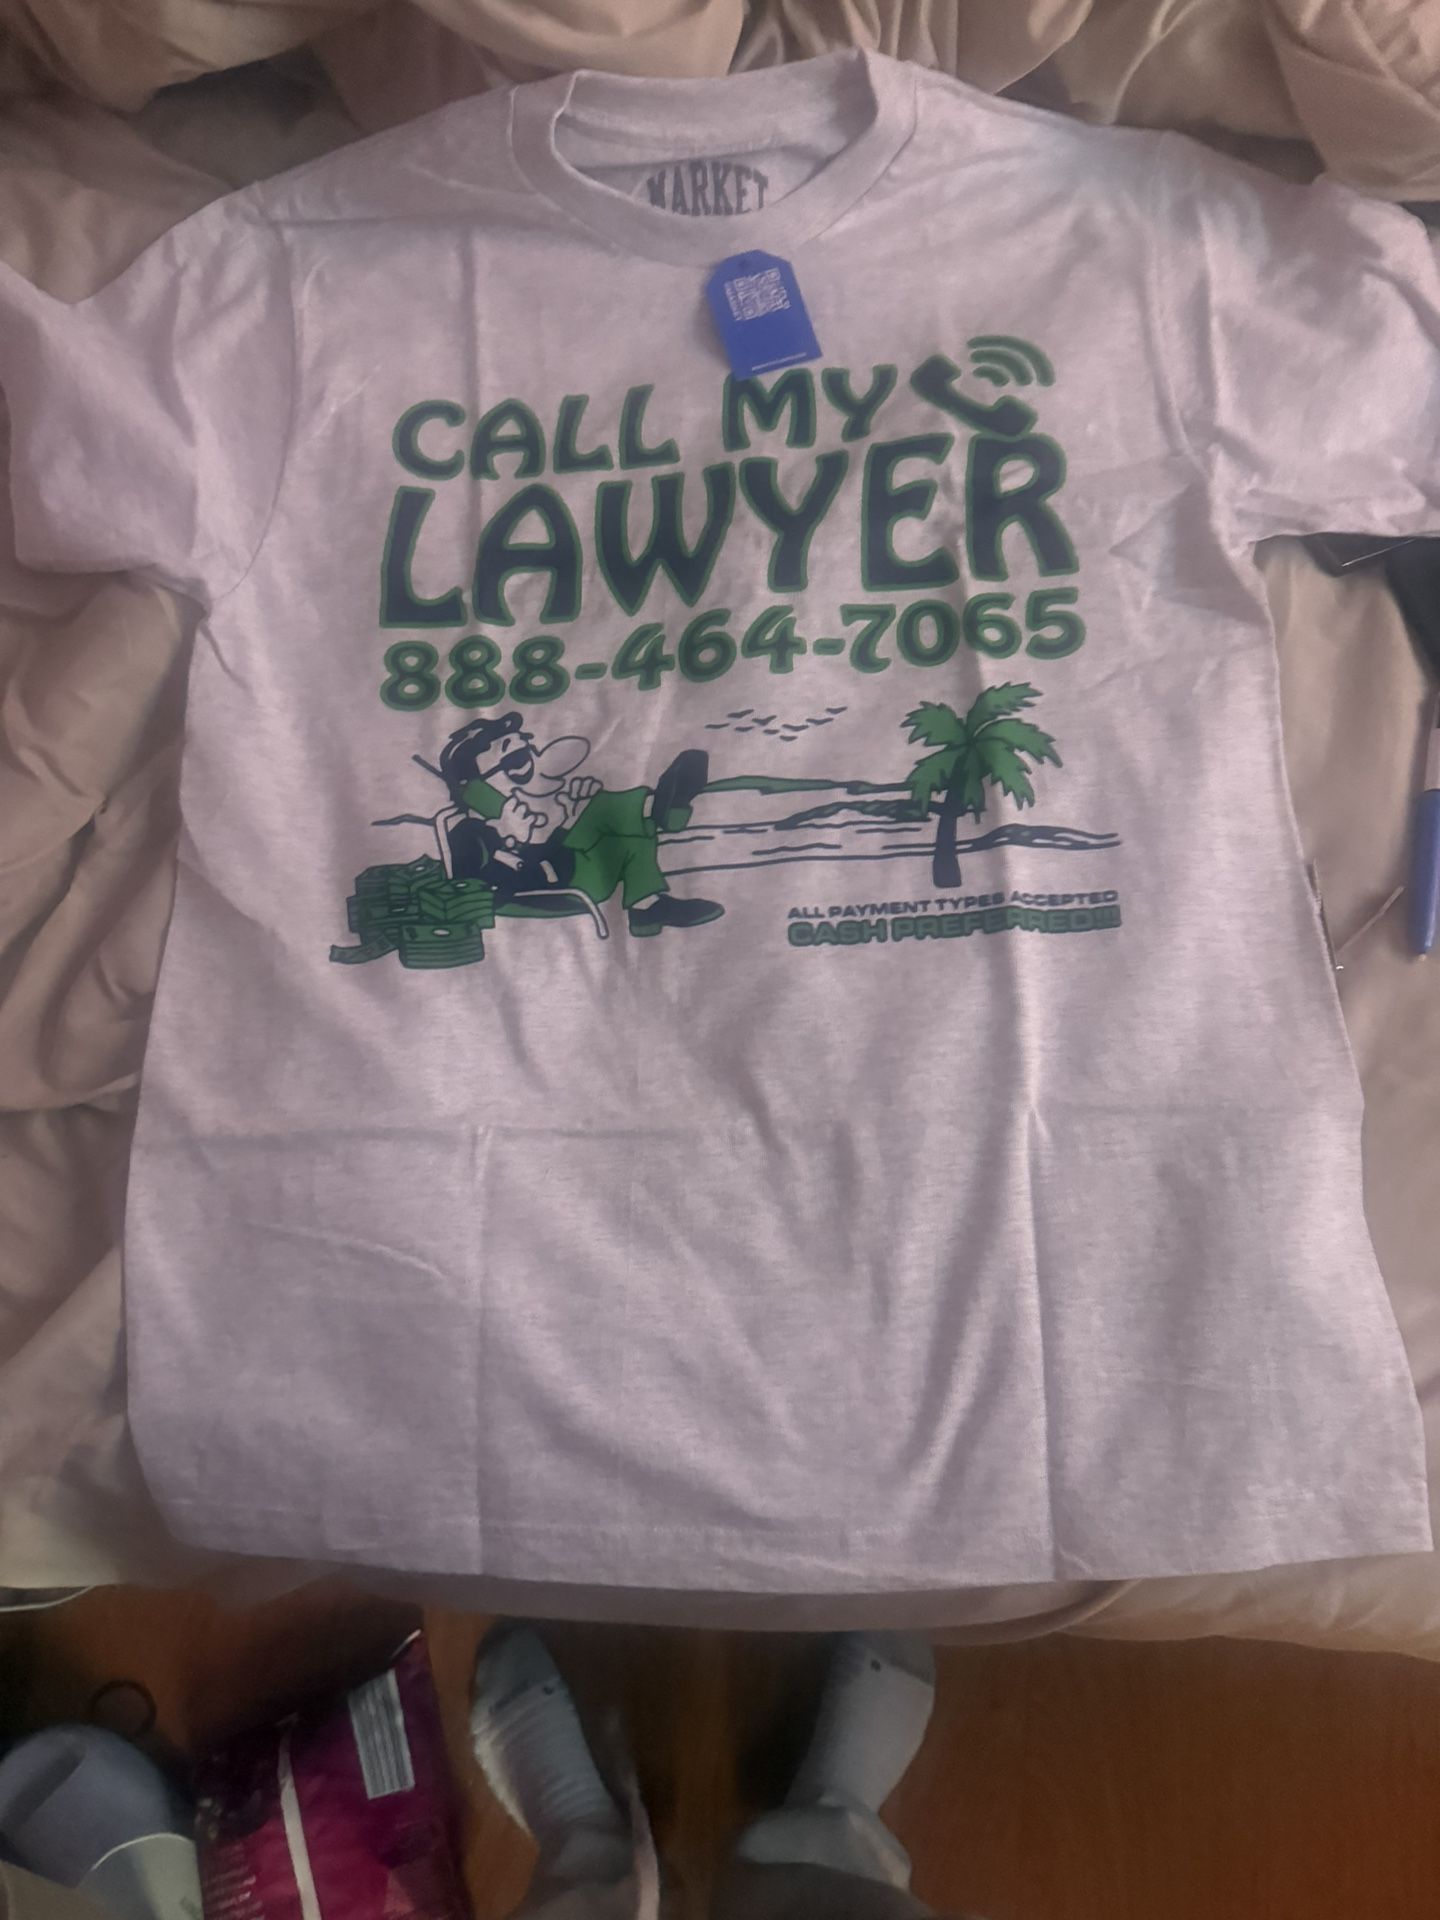 MARKET
CALL MY
LAWYER
888-464-7065
ALL PAYMENT TYPES ACCEPTED
CASH PREFERRED!!!